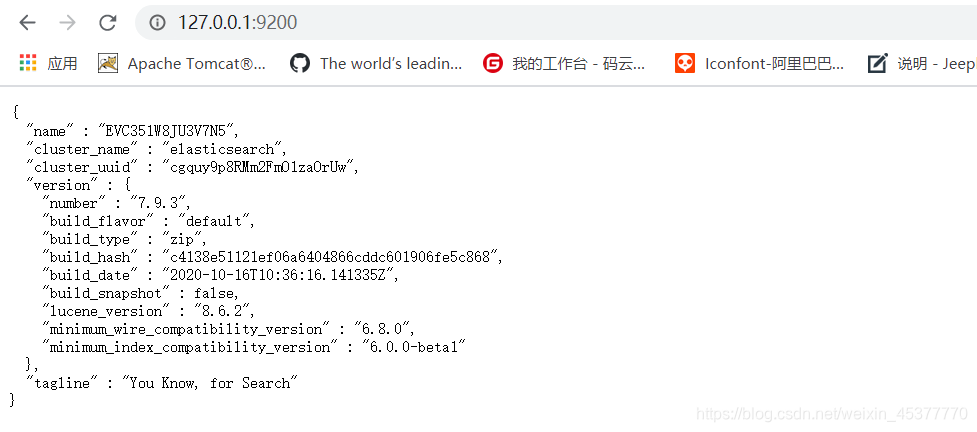 127.0.0.1:9200
应用 Apache Tomcat®... The world's leadin... 我的工作台 - 码云... Iconfont-阿里巴巴... 说明 - Jeepl
{
"name" : "EVC351W8JU3V7N5",
"cluster_name" : "elasticsearch",
"cluster_uuid" : "cgquy9p8RMm2FmO1zaOrUw",
"version" : {
"number" : "7.9.3",
"build_flavor" : "default",
"build_type" : "zip",
"build_hash" : "c4138e51121ef06a6404866cddc601906fe5c868",
"build_date" : "2020-10-16T10:36:16.141335Z",
"build_snapshot" : false,
"lucene_version" : "8.6.2",
"minimum_wire_compatibility_version" : "6.8.0",
"minimum_index_compatibility_version" : "6.0.0-beta1"
},
"tagline" : "You Know, for Search"
}
https://blog.csdn.net/weixin_45377770